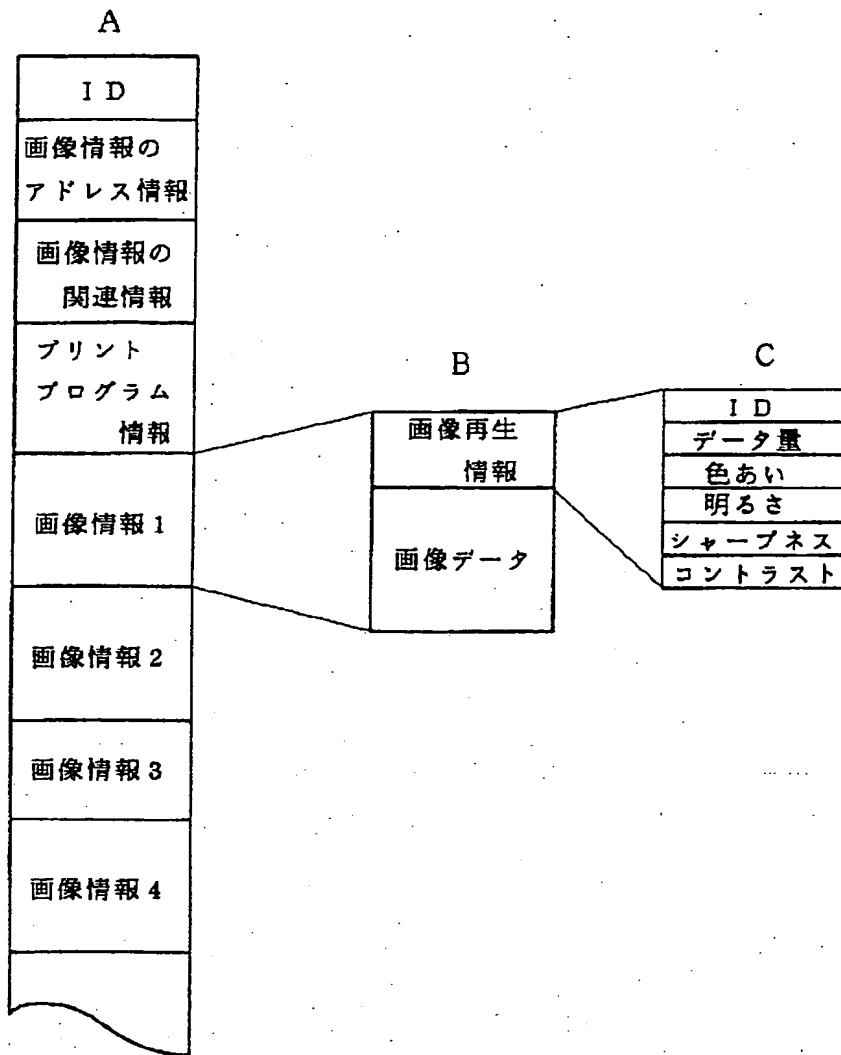 A
ID
画像情報の
アドレス情報
画像情報の
関連情報
プリント
プログラム
情報
画像情報1
画像情報2
画像情報3
画像情報4
B
画像再生
情報
画像データ
C
ID
データ量
色あい
明るさ
シャープネス
コントラスト